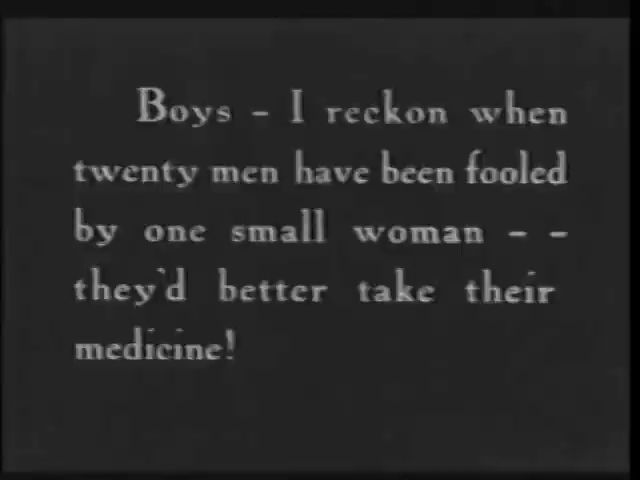 Boys - I reckon when
twenty men have been fooled
by one small woman - -
they'd better take their
medicine!